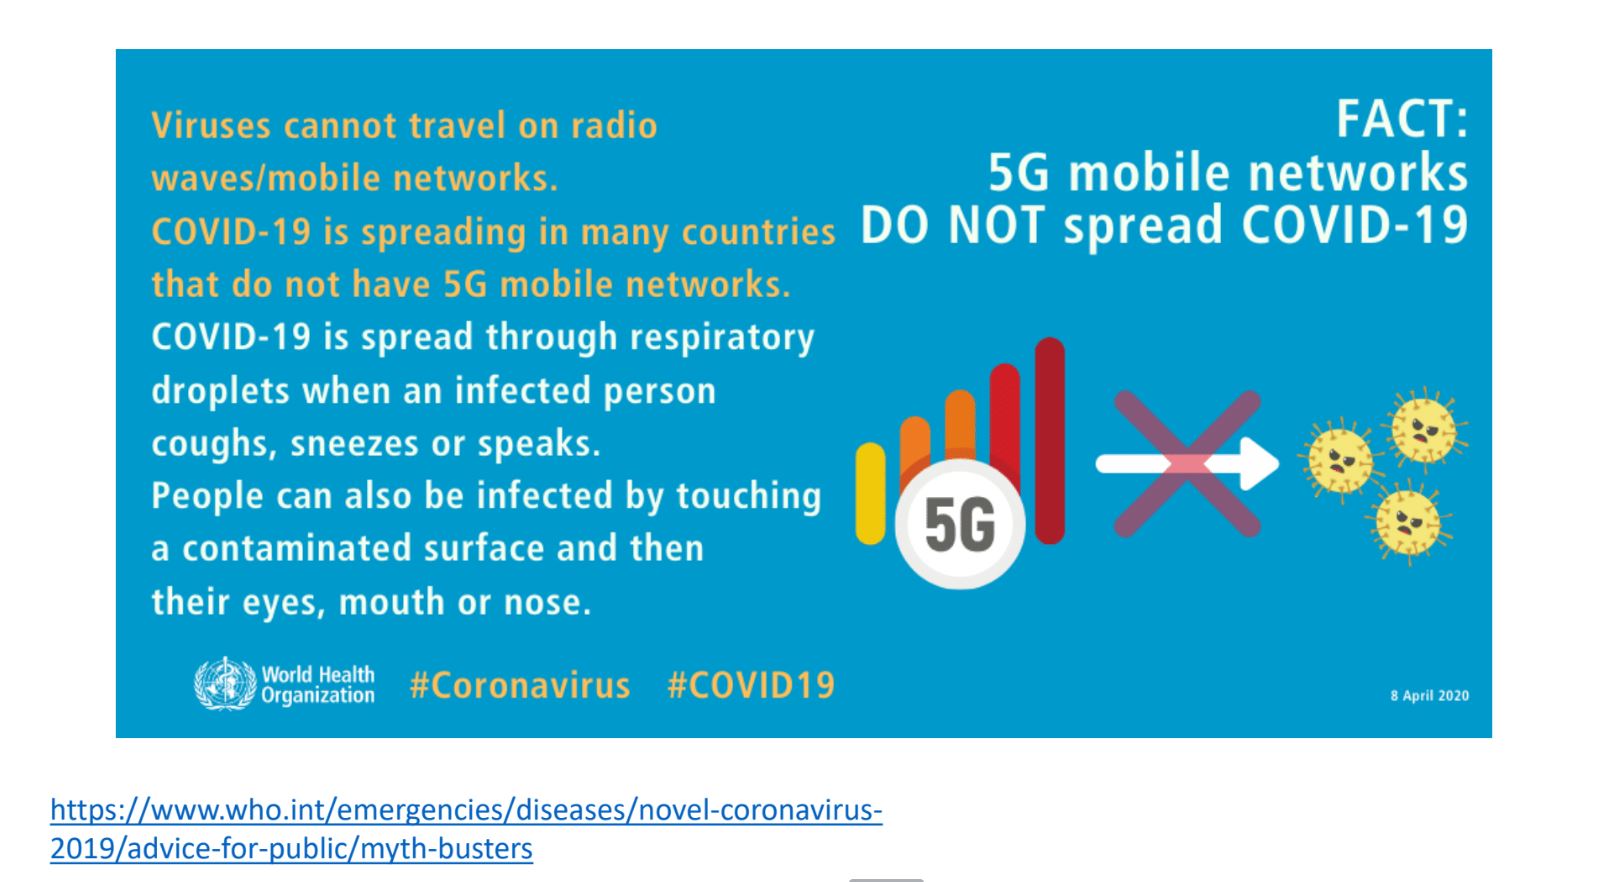 Viruses cannot travel on radio
waves/mobile networks.
COVID-19 is spreading in many countries
that do not have 5G mobile networks.
COVID-19 is spread through respiratory
droplets when an infected person
coughs, sneezes or speaks.
People can also be infected by touching
a contaminated surface and then
their eyes, mouth or nose.
FACT:
5G mobile networks
DO NOT spread COVID-19
5G
World Health
Organization
#Coronavirus #COVID19
8 April 2020
https://www.who.int/emergencies/diseases/novel-coronavirus-
2019/advice-for-public/myth-busters